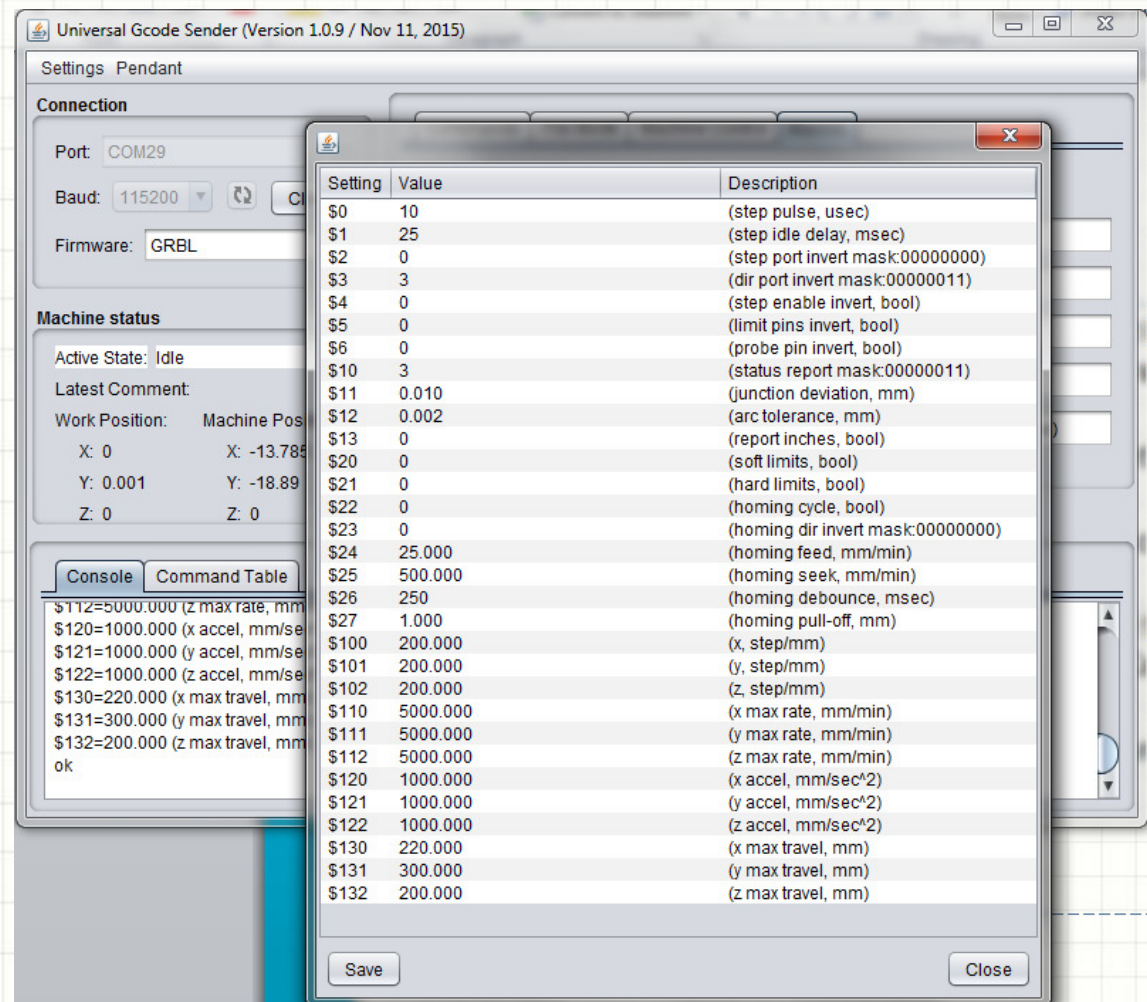 Universal Gcode Sender (Version 1.0.9 / Nov 11, 2015)
Settings Pendant
Connection
Port: COM29
Baud: 115200
Firmware: GRBL
Machine status
Active State: Idle
Latest Comment:
Work Position: Machine Pos
X: 0 X: -13.785
Y: 0.001 Y: -18.89
Z: 0 Z: 0
Console Command Table
$112=5000.000 (z max rate, mm
$120=1000.000 (x accel, mm/se
$121=1000.000 (y accel, mm/se
$122=1000.000 (z accel, mm/se
$130=220.000 (x max travel, mm
$131=300.000 (y max travel, mm
$132=200.000 (z max travel, mm
ok
Setting Value Description
$0 10 (step pulse, usec)
$1 25 (step idle delay, msec)
$2 0 (step port invert mask:00000000)
$3 3 (dir port invert mask:00000011)
$4 0 (step enable invert, bool)
$5 0 (limit pins invert, bool)
$6 0 (probe pin invert, bool)
$10 3 (status report mask:00000011)
$11 0.010 (junction deviation, mm)
$12 0.002 (arc tolerance, mm)
$13 0 (report inches, bool)
$20 0 (soft limits, bool)
$21 0 (hard limits, bool)
$22 0 (homing cycle, bool)
$23 0 (homing dir invert mask:00000000)
$24 25.000 (homing feed, mm/min)
$25 500.000 (homing seek, mm/min)
$26 250 (homing debounce, msec)
$27 1.000 (homing pull-off, mm)
$100 200.000 (x, step/mm)
$101 200.000 (y, step/mm)
$102 200.000 (z, step/mm)
$110 5000.000 (x max rate, mm/min)
$111 5000.000 (y max rate, mm/min)
$112 5000.000 (z max rate, mm/min)
$120 1000.000 (x accel, mm/sec^2)
$121 1000.000 (y accel, mm/sec^2)
$122 1000.000 (z accel, mm/sec^2)
$130 220.000 (x max travel, mm)
$131 300.000 (y max travel, mm)
$132 200.000 (z max travel, mm)
Save Close